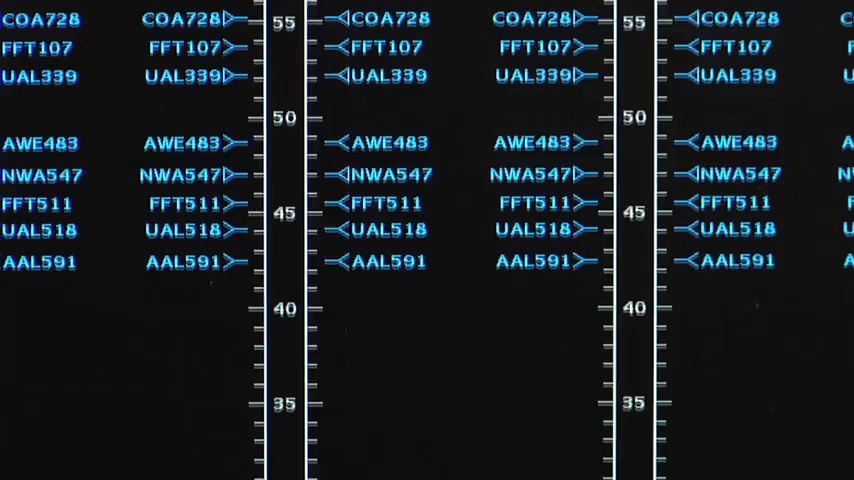 COA728 COA728 55 COA728 COA728 55 COA728 C
FFT107 FFT107 FFT107 FFT107 FFT107 F
UAL339 UAL339 UAL339 UAL339 UAL339 U
50 50
AWE483 AWE483 AWE483 AWE483 AWE483 A
NWA547 NWA547 NWA547 NWA547 NWA547 N
FFT511 FFT511 45 FFT511 FFT511 45 FFT511 F
UAL518 UAL518 UAL518 UAL518 UAL518 U
AAL591 AAL591 AAL591 AAL591 AAL591 A
40 40
35 35